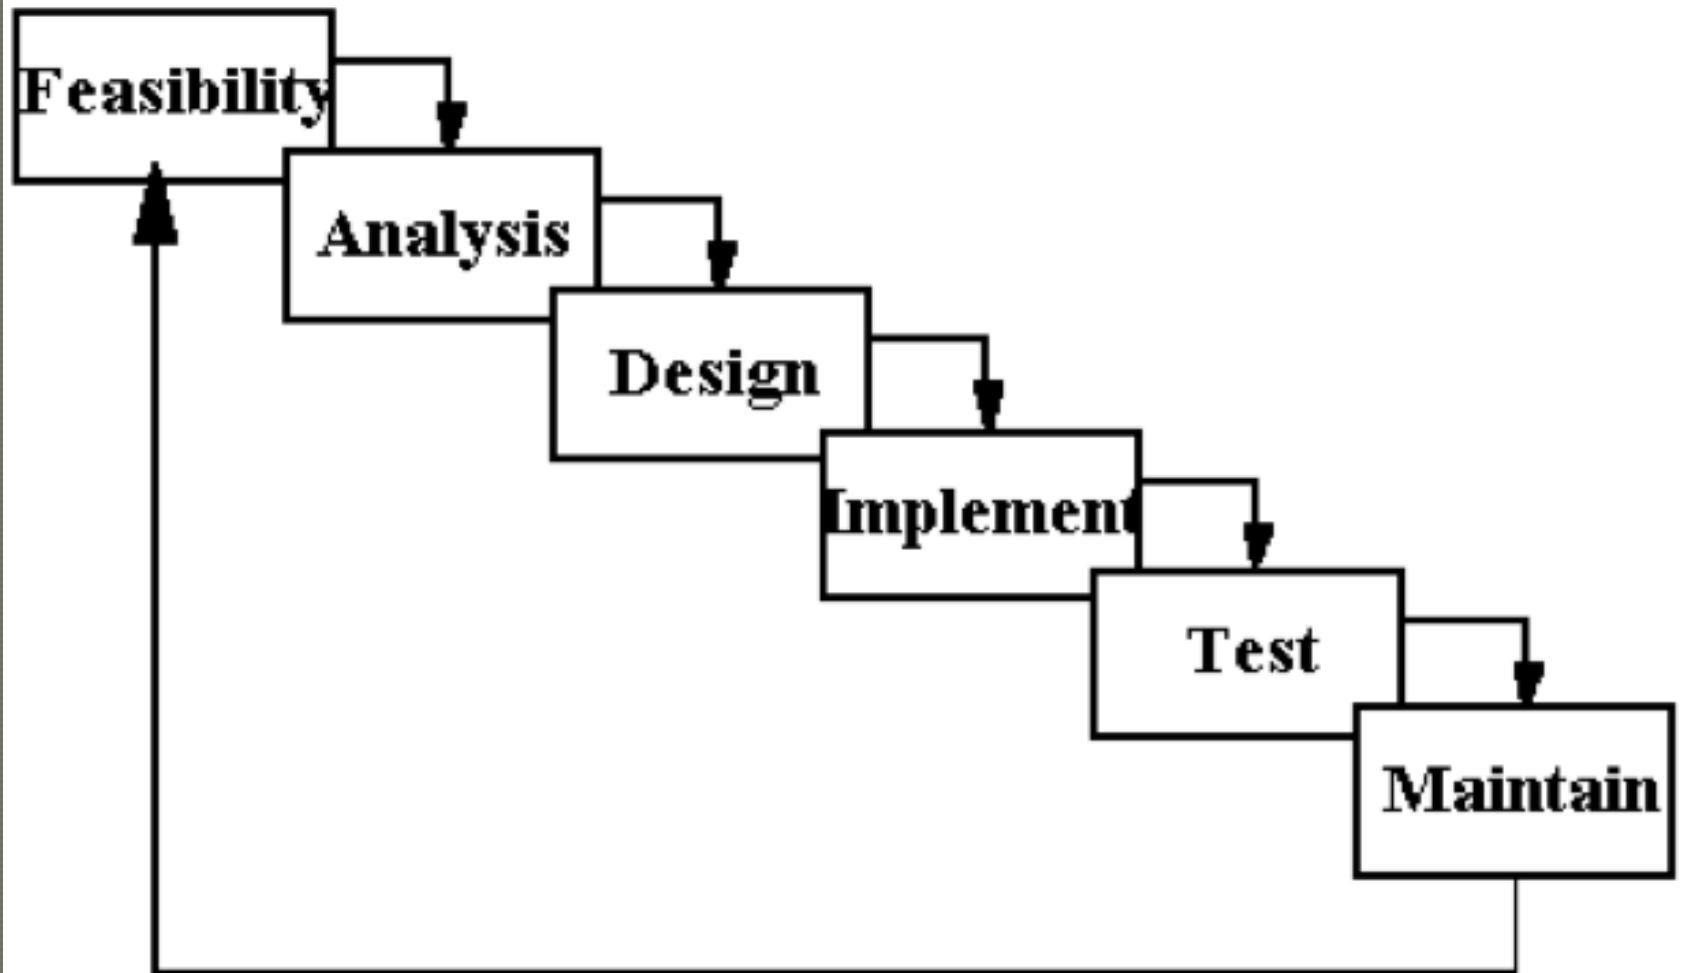 Feasibility
Analysis
Design
Implement
Test
Maintain